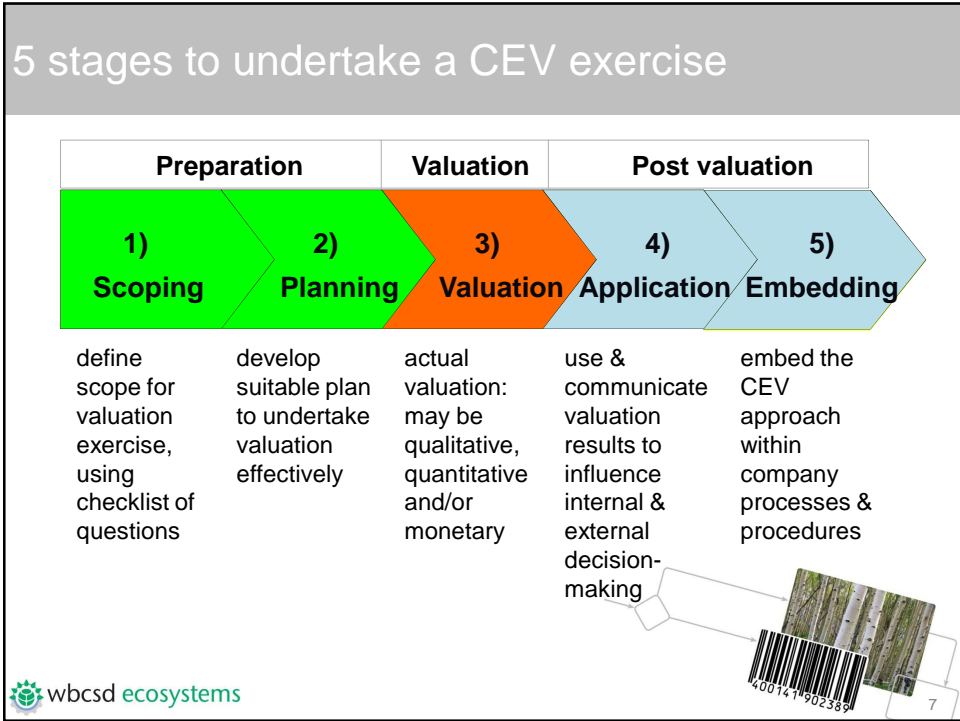 5 stages to undertake a CEV exercise
Preparation
Valuation
Post valuation
1)
Scoping
2)
Planning
3)
Valuation
4)
Application
5)
Embedding
define
scope for
valuation
exercise,
using
checklist of
questions
develop
suitable plan
to undertake
valuation
effectively
actual
valuation:
may be
qualitative,
quantitative
and/or
monetary
use &
communicate
valuation
results to
influence
internal &
external
decision-
making
embed the
CEV
approach
within
company
processes &
procedures
400141 902389
wbcsd ecosystems
7